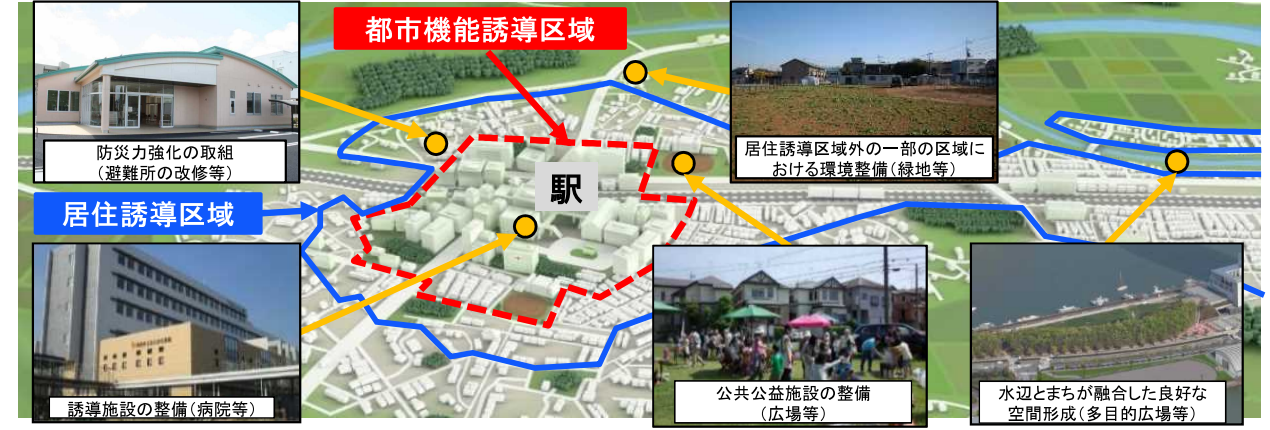 都市機能誘導区域
防災力強化の取組
（避難所の改修等）
居住誘導区域外の一部の区域に
おける環境整備（緑地等）
駅
居住誘導区域
誘導施設の整備（病院等）
公共公益施設の整備
（広場等）
水辺とまちが融合した良好な
空間形成（多目的広場等）